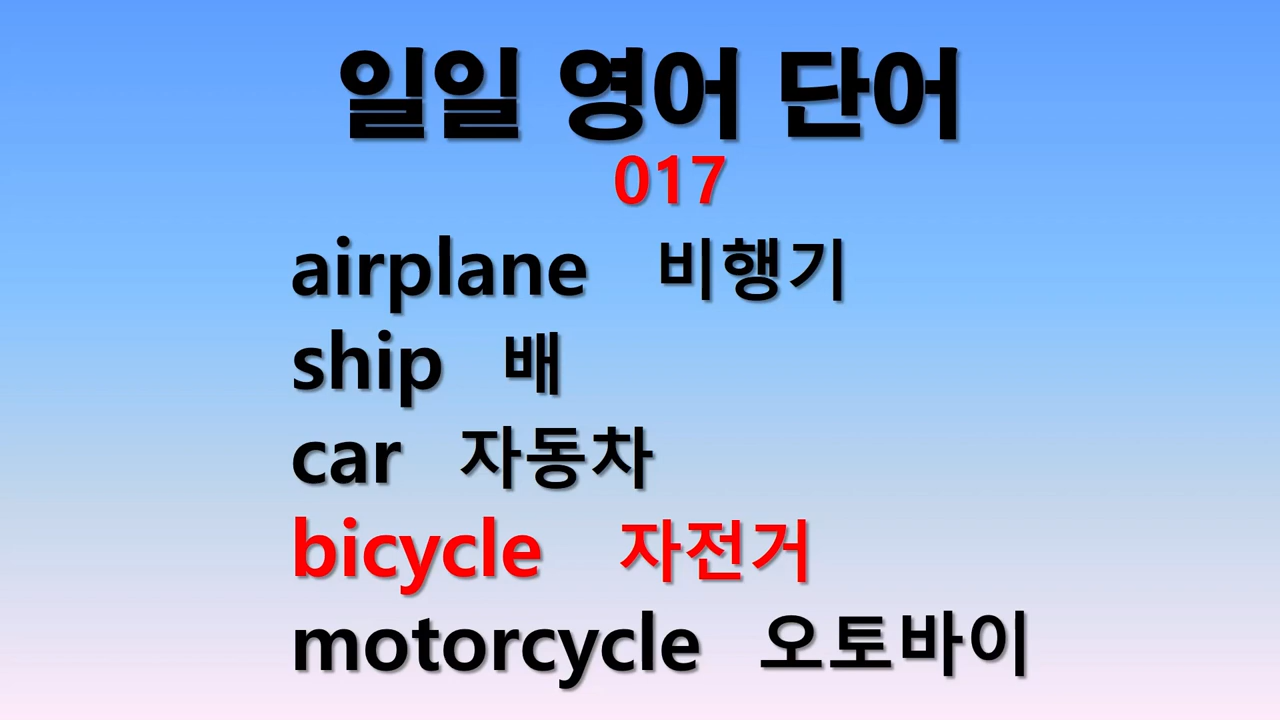 일일 영어 단어
017
airplane 비행기
ship 배
car 자동차
bicycle 자전거
motorcycle 오토바이